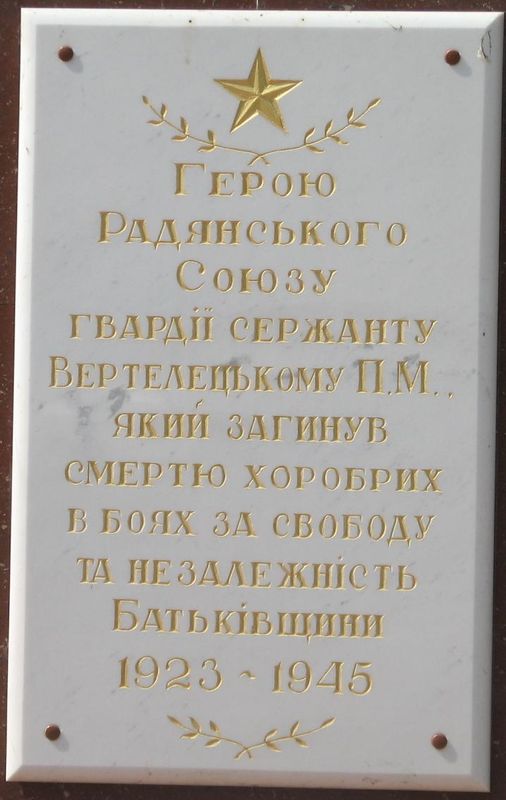 Герою
Радянського
Союзу
гвардії сержанту
Вертелецькому П.М.,
який загинув
смертю хоробрих
в боях за свободу
та незалежність
Батьківщини
1923 ~ 1945